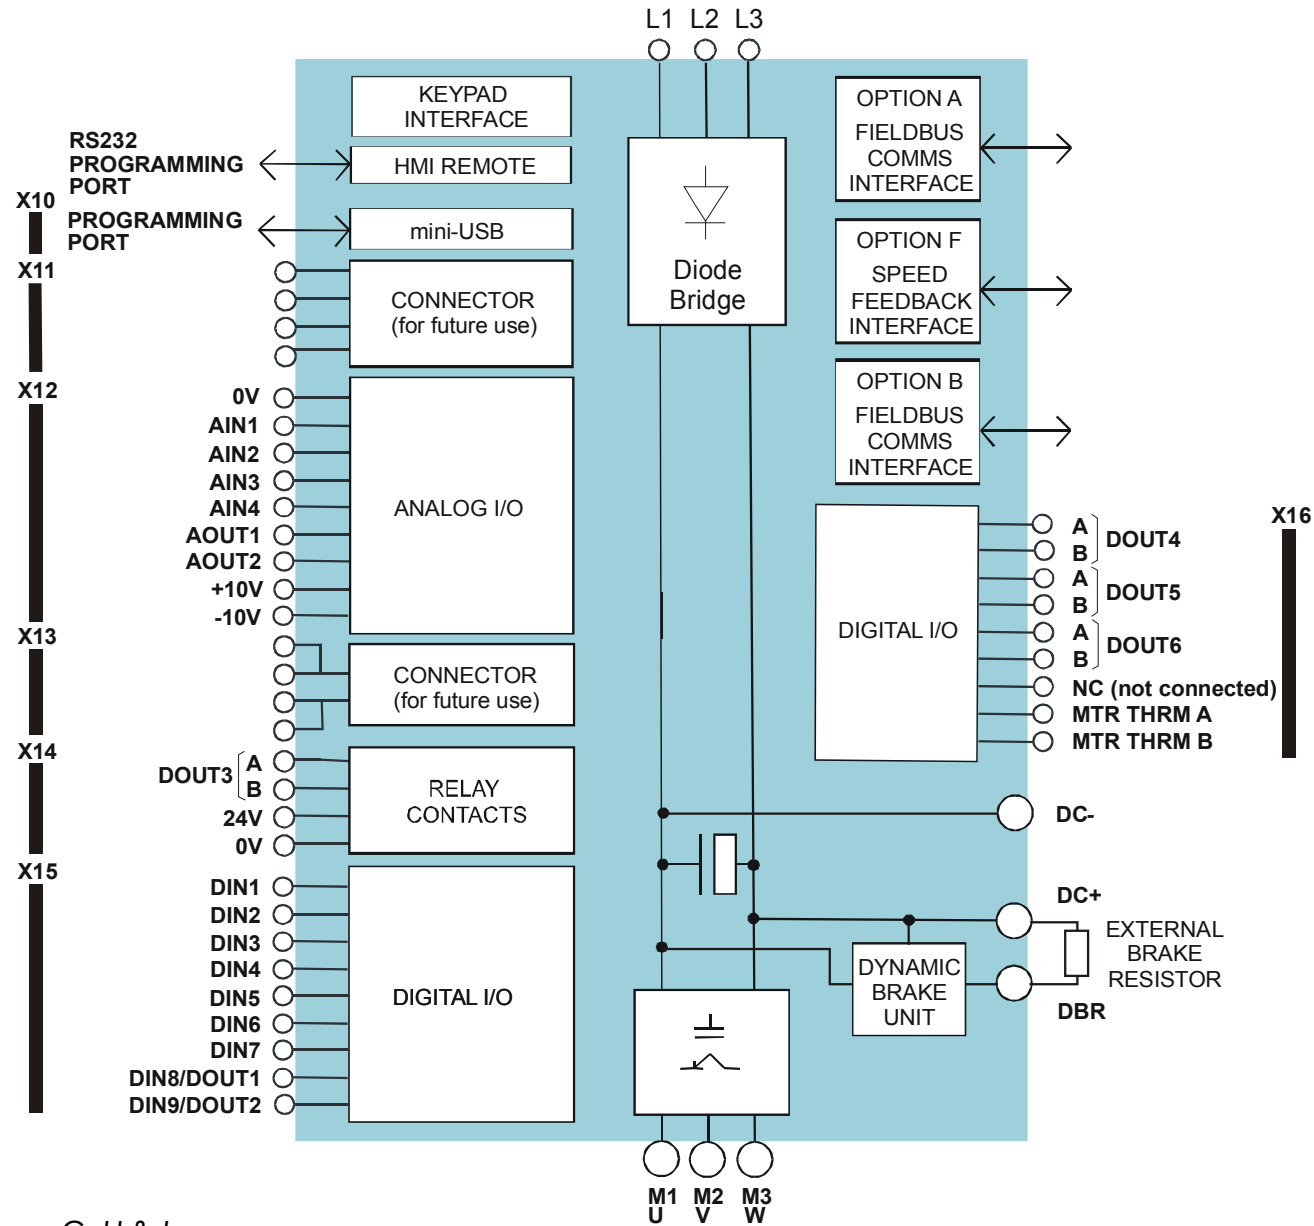 L1 L2 L3
KEYPAD
INTERFACE
RS232
PROGRAMMING
PORT
HMI REMOTE
X10
PROGRAMMING
PORT
mini-USB
X11
CONNECTOR
(for future use)
X12
0V
AIN1
AIN2
AIN3
AIN4
AOUT1
AOUT2
+10V
-10V
ANALOG I/O
X13
CONNECTOR
(for future use)
X14
DOUT3
A
B
24V
0V
RELAY
CONTACTS
X15
DIN1
DIN2
DIN3
DIN4
DIN5
DIN6
DIN7
DIN8/DOUT1
DIN9/DOUT2
DIGITAL I/O
Diode
Bridge
OPTION A
FIELDBUS
COMMS
INTERFACE
OPTION F
SPEED
FEEDBACK
INTERFACE
OPTION B
FIELDBUS
COMMS
INTERFACE
DIGITAL I/O
X16
A
B
DOUT4
A
B
DOUT5
A
B
DOUT6
NC (not connected)
MTR THRM A
MTR THRM B
DC-
DC+
EXTERNAL
BRAKE
RESISTOR
DYNAMIC
BRAKE
UNIT
DBR
M1 M2 M3
U V W